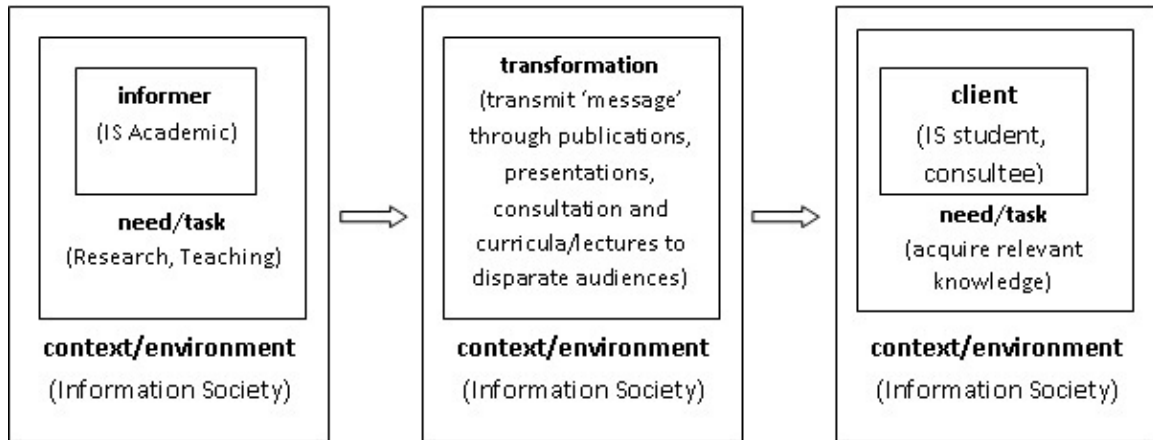 informer
(IS Academic)
need/task
(Research, Teaching)
context/environment
(Information Society)
transformation
(transmit ‘message’
through publications,
presentations,
consultation and
curricula/lectures to
disparate audiences)
context/environment
(Information Society)
client
(IS student,
consultee)
need/task
(acquire relevant
knowledge)
context/environment
(Information Society)